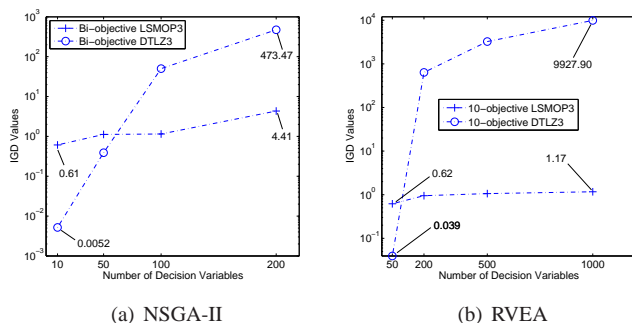 Bi-objective LSMOP3
Bi-objective DTLZ3
10^3
10^2
10^1
10^0
10^-1
10^-2
10^-3
IGD Values
473.47
4.41
0.61
0.0052
10
50
100
200
Number of Decision Variables
(a) NSGA-II
10^4
10^3
10^2
10^1
10^0
10^-1
IGD Values
9927.90
10-objective LSMOP3
10-objective DTLZ3
1.17
0.62
0.039
50
200
500
1000
Number of Decision Variables
(b) RVEA